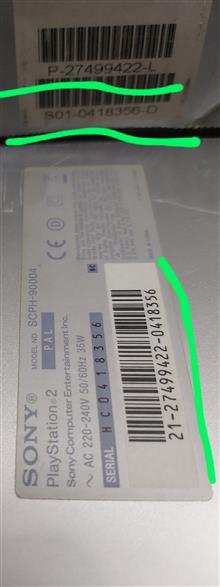 P-27499422-L
S01-0418356-D
SONY®
PlayStation®2
MODEL NO. SCPH-90004
PAL
Sony Computer Entertainment Inc.
~ AC 220-240V 50/60Hz 35W
SERIAL HC0418356
21-27499422-0418356
CE